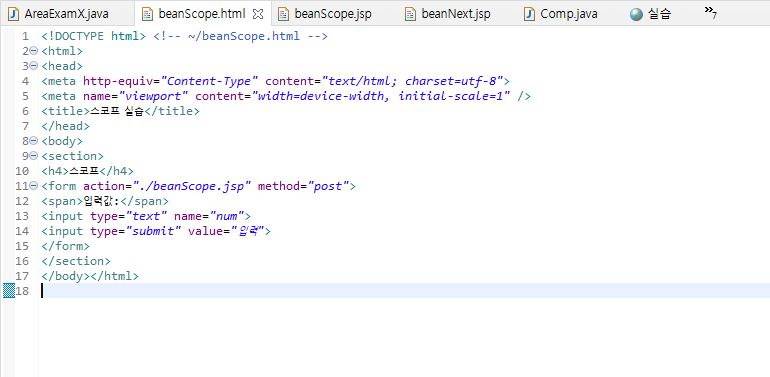 AreaExamX.java beanScope.html beanScope.jsp beanNext.jsp Comp.java 실습 »7
1 <!DOCTYPE html> <!-- ~/beanScope.html -->
2 <html>
3 <head>
4 <meta http-equiv="Content-Type" content="text/html; charset=utf-8">
5 <meta name="viewport" content="width=device-width, initial-scale=1" />
6 <title>스코프 실습</title>
7 </head>
8 <body>
9 <section>
10 <h4>스코프</h4>
11 <form action="./beanScope.jsp" method="post">
12 <span>입력값:</span>
13 <input type="text" name="num">
14 <input type="submit" value="입력">
15 </form>
16 </section>
17 </body></html>
18